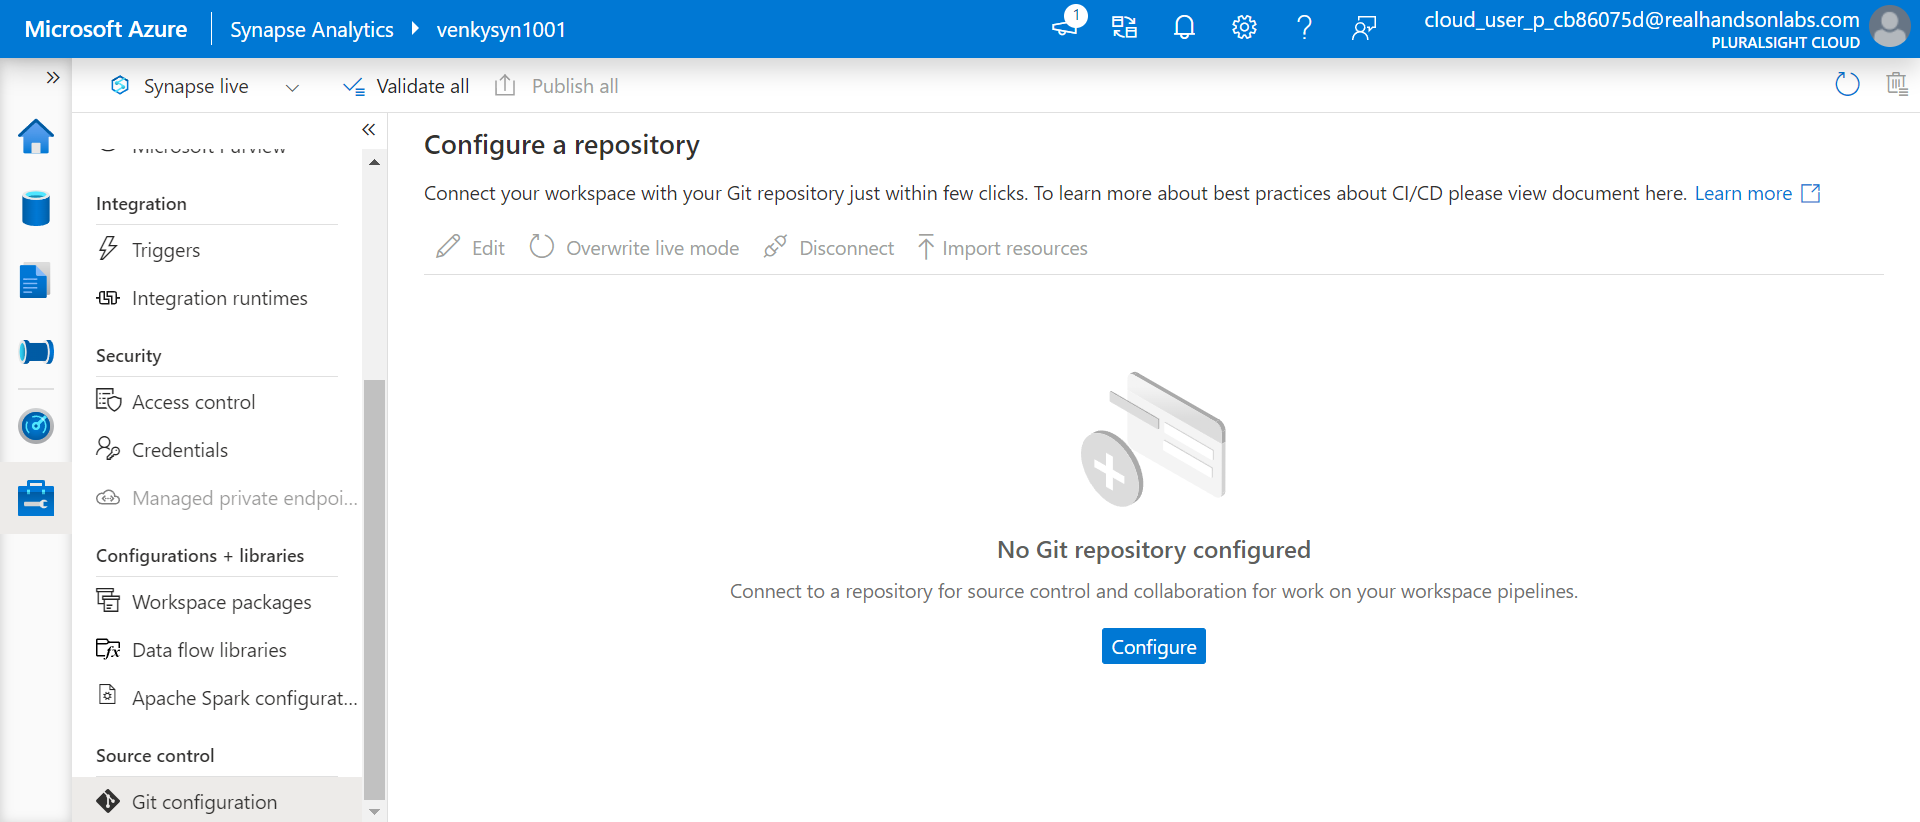 Microsoft Azure
Synapse Analytics
venkysyn1001
1
cloud_user_p_cb86075d@realhandsonlabs.com
PLURALSIGHT CLOUD
Synapse live
Validate all
Publish all
Microsoft Purview
Integration
Triggers
Integration runtimes
Security
Access control
Credentials
Managed private endpoi...
Configurations + libraries
Workspace packages
Data flow libraries
Apache Spark configurat...
Source control
Git configuration
Configure a repository
Connect your workspace with your Git repository just within few clicks. To learn more about best practices about CI/CD please view document here. Learn more
Edit
Overwrite live mode
Disconnect
Import resources
No Git repository configured
Connect to a repository for source control and collaboration for work on your workspace pipelines.
Configure